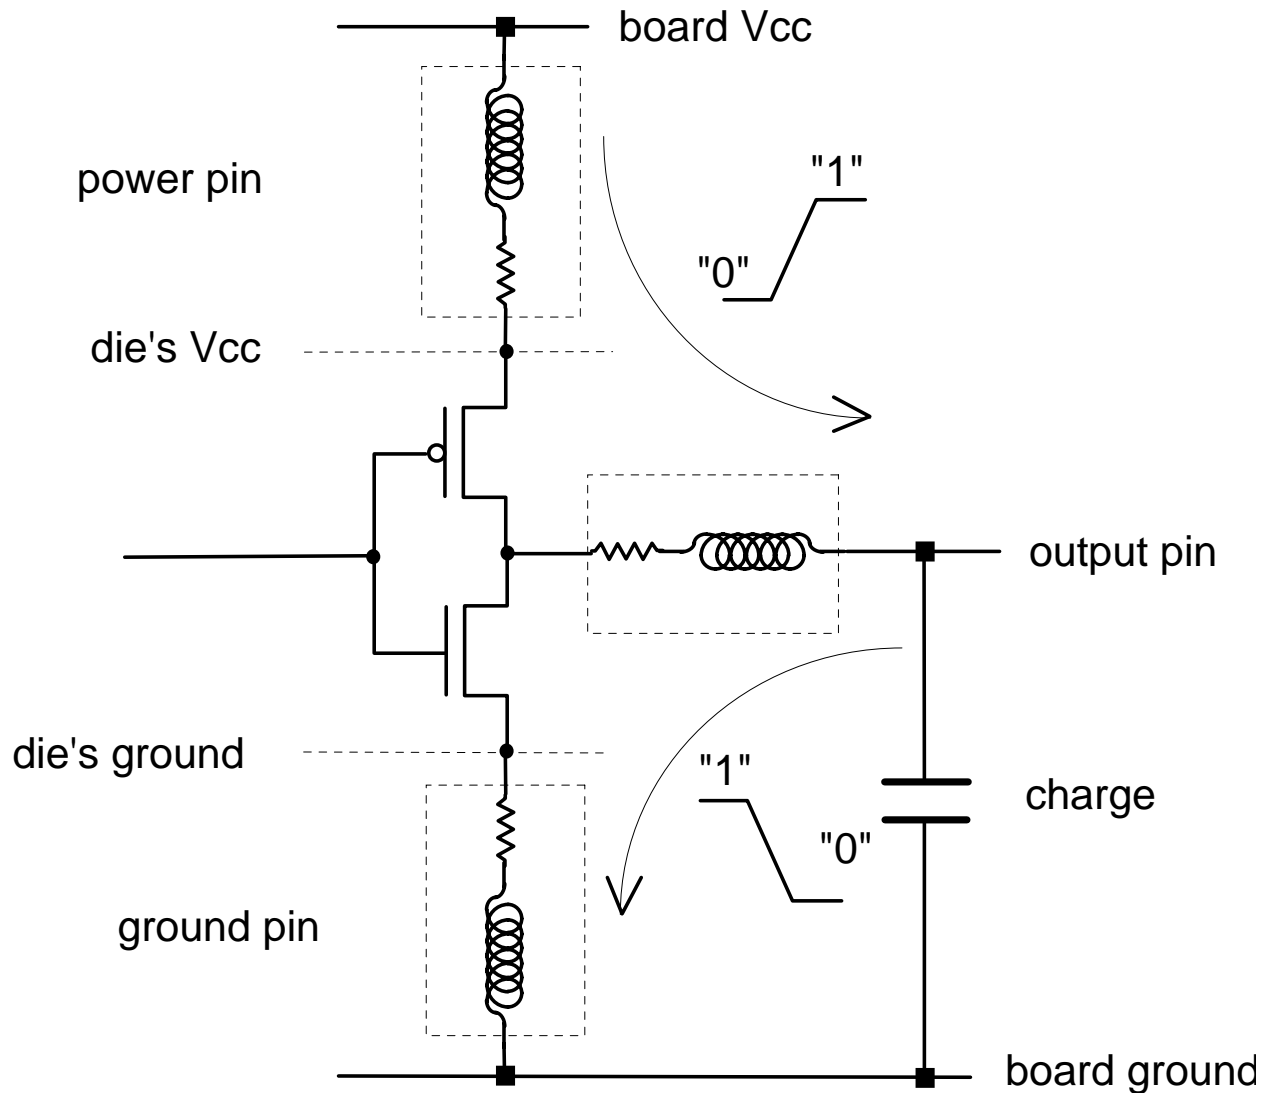 board Vcc
power pin
"1"
"0"
die's Vcc
output pin
die's ground
"1"
charge
"0"
ground pin
board ground